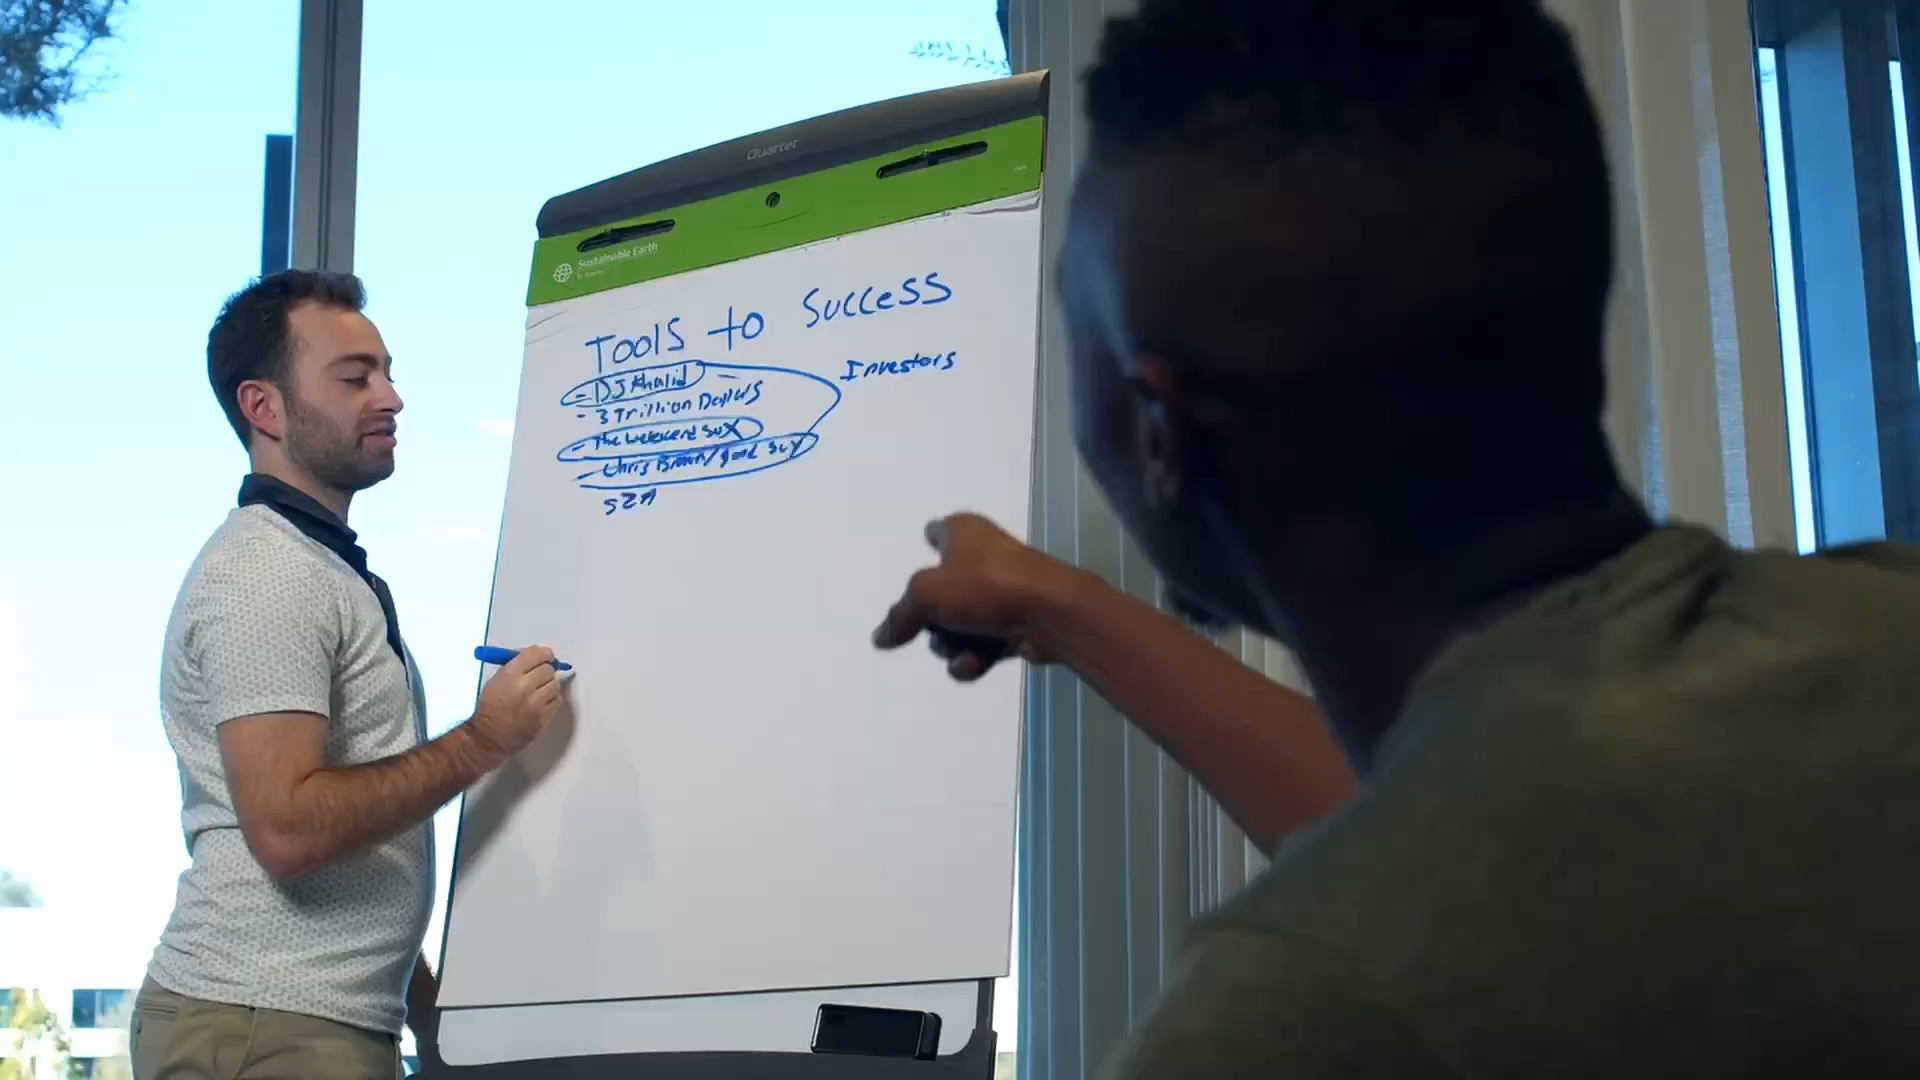 Quartet
Sustainable Earth
Tools to Success
- DJ Khalid
Investors
- 3 Trillion Dollars
- The Weekend Sux
- Chris Brown/good Sux
SZA